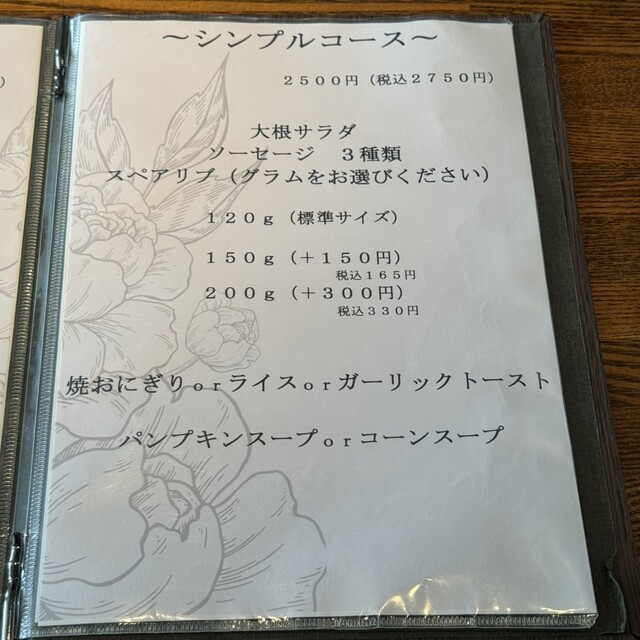 ～シンプルコース～
２５００円（税込２７５０円）
大根サラダ
ソーセージ　３種類
スペアリブ（グラムをお選びください）
１２０ｇ（標準サイズ）
１５０ｇ（＋１５０円）
税込１６５円
２００ｇ（＋３００円）
税込３３０円
焼おにぎりｏｒライスｏｒガーリックトースト
パンプキンスープｏｒコーンスープ